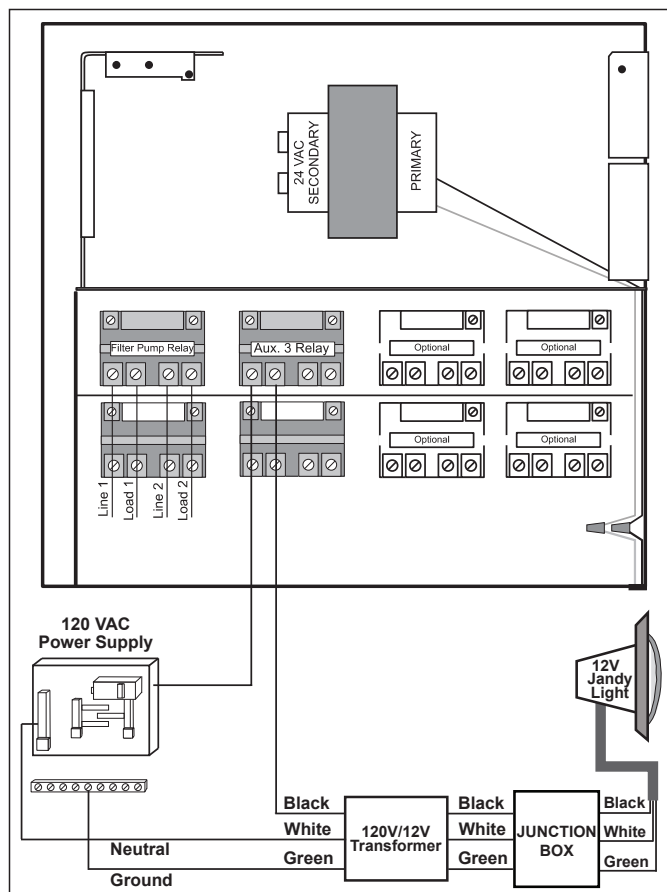 24 VAC
SECONDARY
PRIMARY
Filter Pump Relay
Aux. 3 Relay
Optional
Optional
Optional
Optional
Line 1
Load 1
Line 2
Load 2
120 VAC
Power Supply
12V
Jandy
Light
Black
White
Green
Neutral
Ground
120V/12V
Transformer
Black
White
Green
JUNCTION
BOX
Black
White
Green